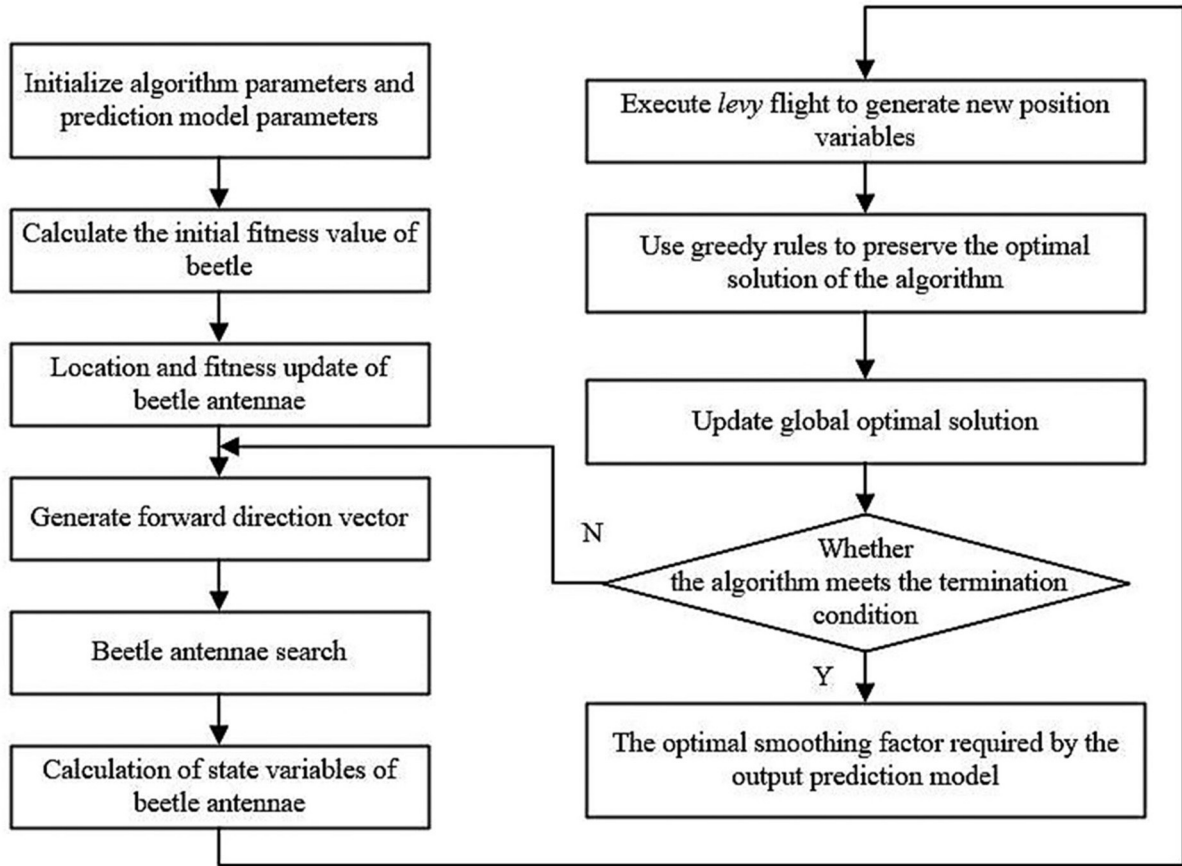 Initialize algorithm parameters and
prediction model parameters
Calculate the initial fitness value of
beetle
Location and fitness update of
beetle antennae
Generate forward direction vector
Beetle antennae search
Calculation of state variables of
beetle antennae
Execute levy flight to generate new position
variables
Use greedy rules to preserve the optimal
solution of the algorithm
Update global optimal solution
Whether
the algorithm meets the termination
condition
N
Y
The optimal smoothing factor required by the
output prediction model